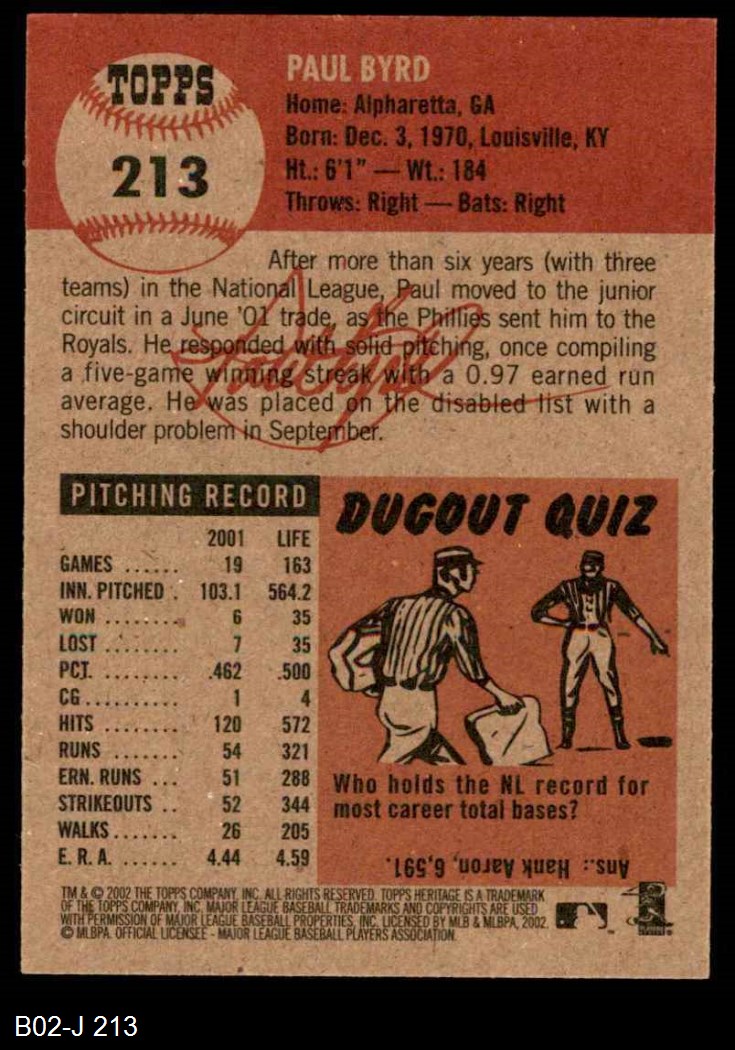 TOPPS
213
PAUL BYRD
Home: Alpharetta, GA
Born: Dec. 3, 1970, Louisville, KY
Ht.: 6'1" — Wt.: 184
Throws: Right — Bats: Right
After more than six years (with three
teams) in the National League, Paul moved to the junior
circuit in a June '01 trade, as the Phillies sent him to the
Royals. He responded with solid pitching, once compiling
a five-game winning streak with a 0.97 earned run
average. He was placed on the disabled list with a
shoulder problem in September.
PITCHING RECORD
2001 LIFE
GAMES ...... 19 163
INN. PITCHED . 103.1 564.2
WON ........ 6 35
LOST ........ 7 35
PCT. ........ .462 .500
CG .......... 1 4
HITS ........ 120 572
RUNS ....... 54 321
ERN. RUNS ... 51 288
STRIKEOUTS .. 52 344
WALKS ....... 26 205
E. R. A. ...... 4.44 4.59
DUGOUT QUIZ
Who holds the NL record for
most career total bases?
Ans.: Hank Aaron, 6,591.
TM & © 2002 THE TOPPS COMPANY, INC. ALL RIGHTS RESERVED. TOPPS HERITAGE IS A TRADEMARK
OF THE TOPPS COMPANY, INC. MAJOR LEAGUE BASEBALL TRADEMARKS AND COPYRIGHTS ARE USED
WITH PERMISSION OF MAJOR LEAGUE BASEBALL PROPERTIES, INC. LICENSED BY MLB & MLBPA, 2002.
© MLBPA. OFFICIAL LICENSEE - MAJOR LEAGUE BASEBALL PLAYERS ASSOCIATION.
B02-J 213